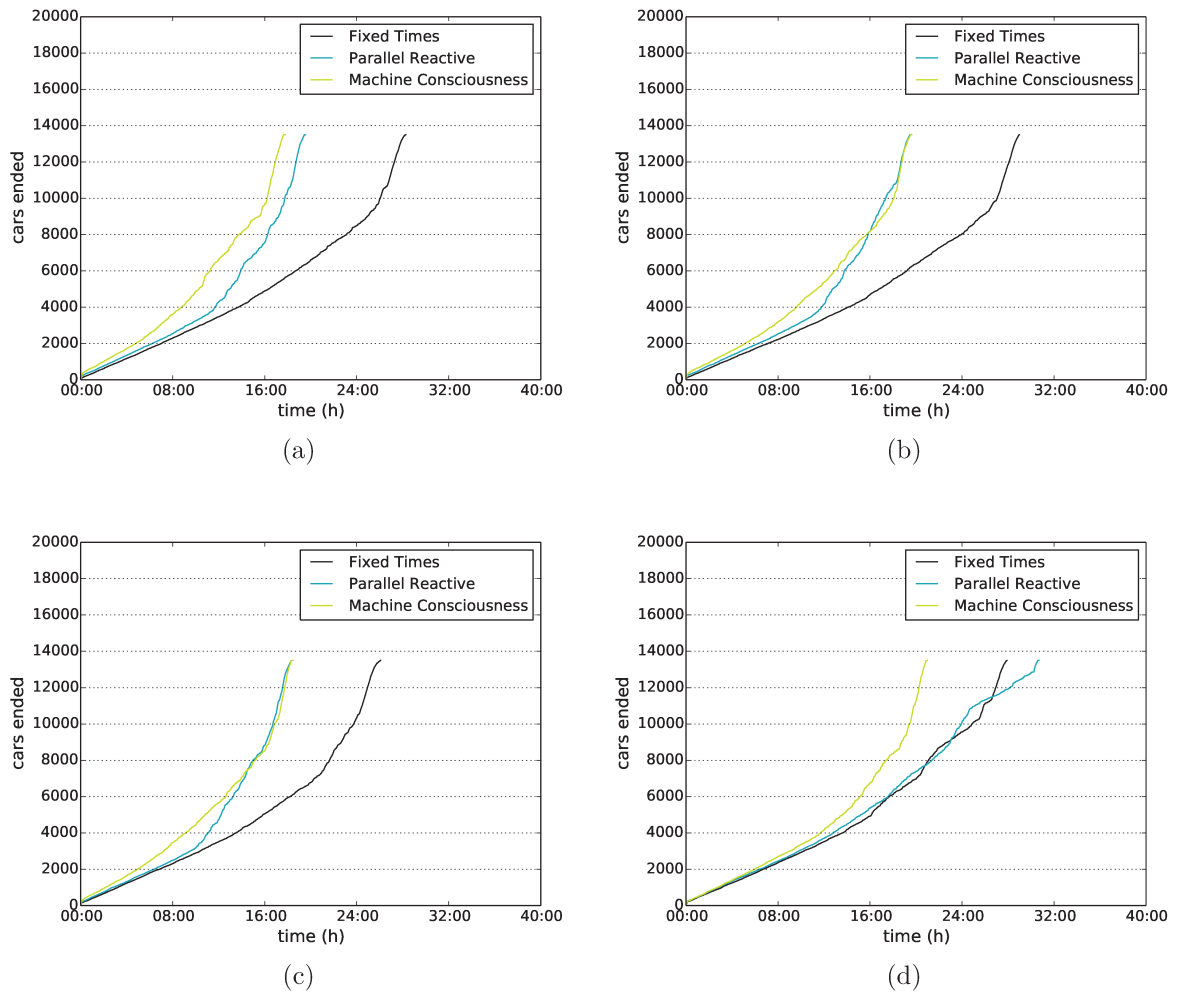 20000
18000
16000
14000
12000
10000
8000
6000
4000
2000
0
cars ended
00:00 08:00 16:00 24:00 32:00 40:00
time (h)
Fixed Times
Parallel Reactive
Machine Consciousness
(a)
20000
18000
16000
14000
12000
10000
8000
6000
4000
2000
0
cars ended
00:00 08:00 16:00 24:00 32:00 40:00
time (h)
Fixed Times
Parallel Reactive
Machine Consciousness
(b)
20000
18000
16000
14000
12000
10000
8000
6000
4000
2000
0
cars ended
00:00 08:00 16:00 24:00 32:00 40:00
time (h)
Fixed Times
Parallel Reactive
Machine Consciousness
(c)
20000
18000
16000
14000
12000
10000
8000
6000
4000
2000
0
cars ended
00:00 08:00 16:00 24:00 32:00 40:00
time (h)
Fixed Times
Parallel Reactive
Machine Consciousness
(d)